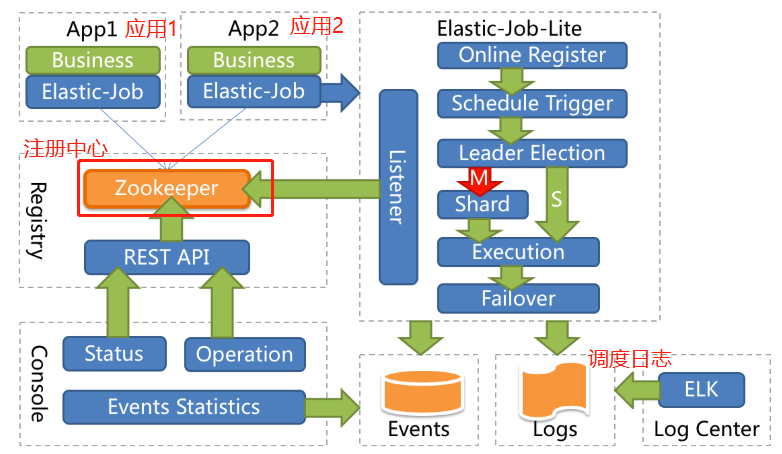 App1 应用1
Business
Elastic-Job
App2 应用2
Business
Elastic-Job
Elastic-Job-Lite
Online Register
Schedule Trigger
Leader Election
M
S
Shard
Execution
Failover
Listener
注册中心
Registry
Zookeeper
REST API
Console
Status
Operation
Events Statistics
Events
调度日志
Logs
ELK
Log Center